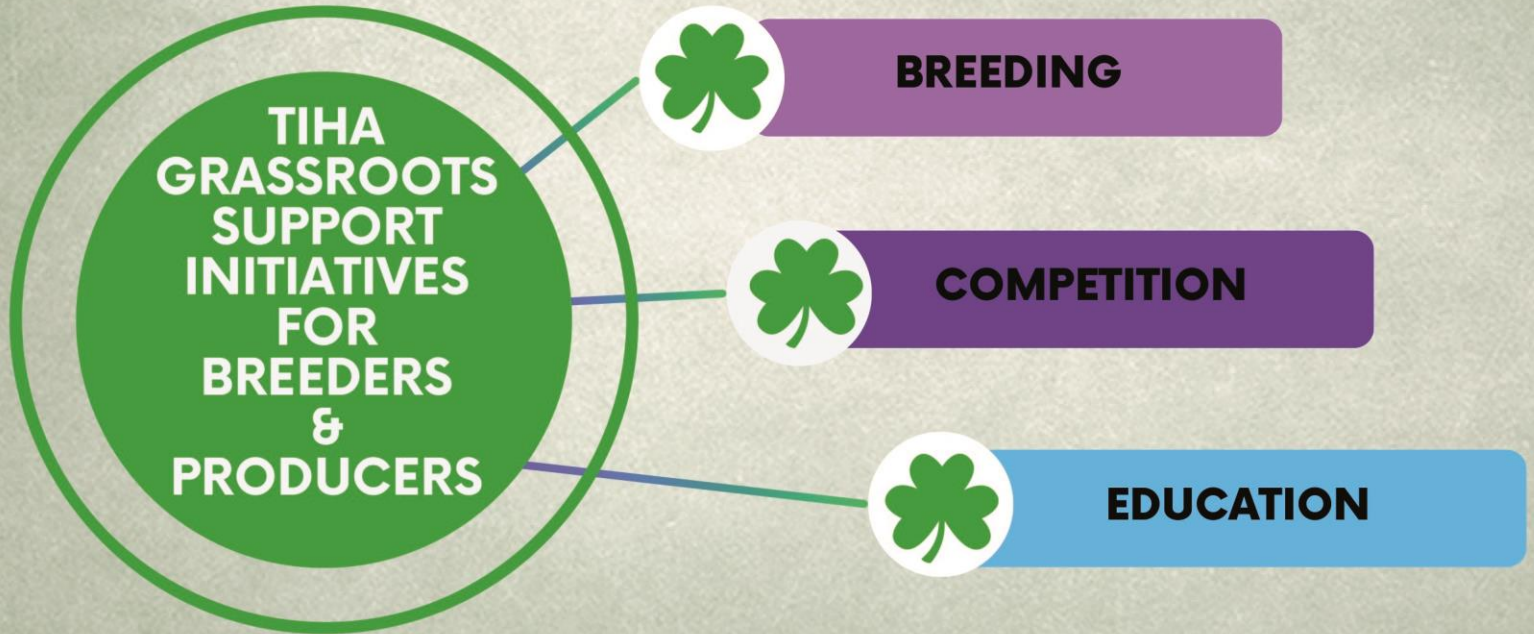 TIHA
GRASSROOTS
SUPPORT
INITIATIVES
FOR
BREEDERS
&
PRODUCERS
BREEDING
COMPETITION
EDUCATION